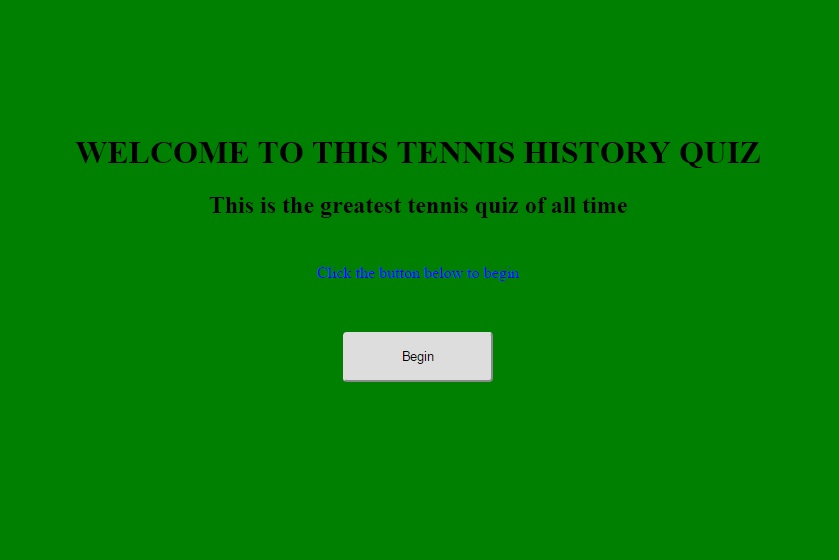 WELCOME TO THIS TENNIS HISTORY QUIZ
This is the greatest tennis quiz of all time
Click the button below to begin
Begin